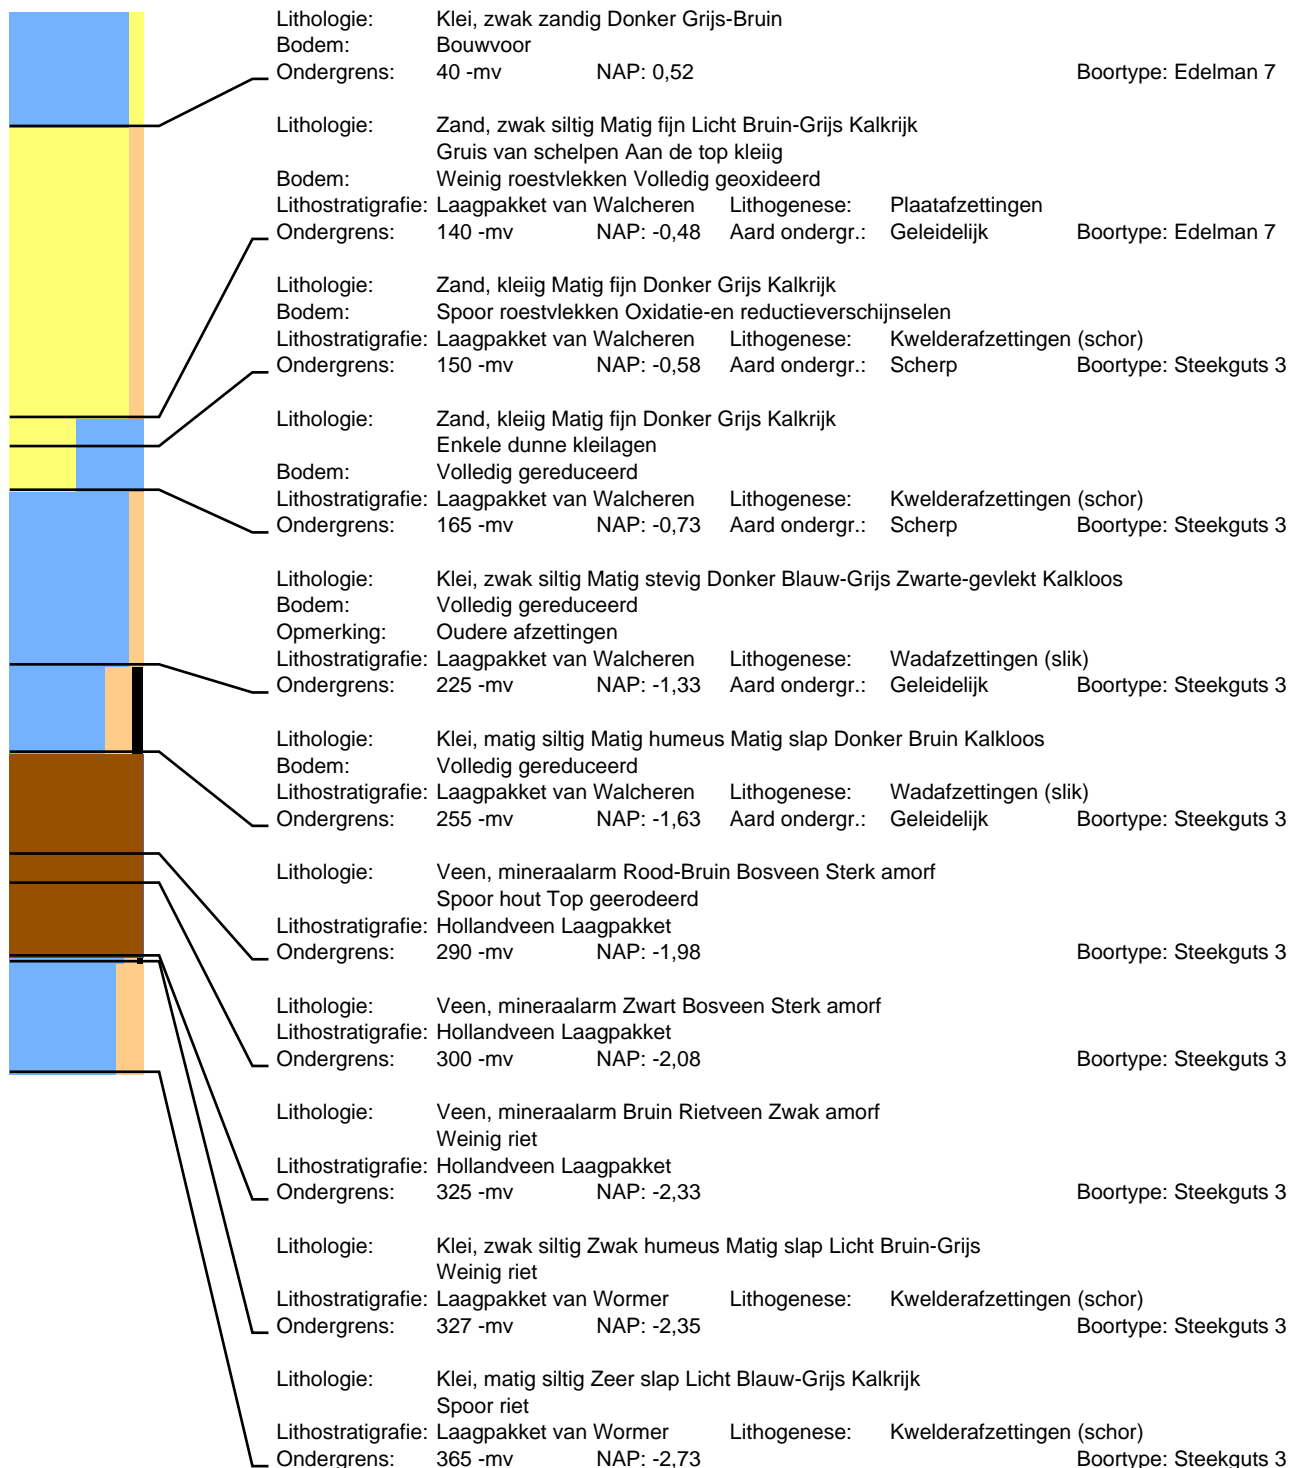 Lithologie: Klei, zwak zandig Donker Grijs-Bruin
Bodem: Bouwvoor
Ondergrens: 40 -mv NAP: 0,52 Boortype: Edelman 7
Lithologie: Zand, zwak siltig Matig fijn Licht Bruin-Grijs Kalkrijk
Gruis van schelpen Aan de top kleiig
Bodem: Weinig roestvlekken Volledig geoxideerd
Lithostratigrafie: Laagpakket van Walcheren Lithogenese: Plaatafzettingen
Ondergrens: 140 -mv NAP: -0,48 Aard ondergr.: Geleidelijk Boortype: Edelman 7
Lithologie: Zand, kleiig Matig fijn Donker Grijs Kalkrijk
Bodem: Spoor roestvlekken Oxidatie-en reductieverschijnselen
Lithostratigrafie: Laagpakket van Walcheren Lithogenese: Kwelderafzettingen (schor)
Ondergrens: 150 -mv NAP: -0,58 Aard ondergr.: Scherp Boortype: Steekguts 3
Lithologie: Zand, kleiig Matig fijn Donker Grijs Kalkrijk
Enkele dunne kleilagen
Bodem: Volledig gereduceerd
Lithostratigrafie: Laagpakket van Walcheren Lithogenese: Kwelderafzettingen (schor)
Ondergrens: 165 -mv NAP: -0,73 Aard ondergr.: Scherp Boortype: Steekguts 3
Lithologie: Klei, zwak siltig Matig stevig Donker Blauw-Grijs Zwarte-gevlekt Kalkloos
Bodem: Volledig gereduceerd
Opmerking: Oudere afzettingen
Lithostratigrafie: Laagpakket van Walcheren Lithogenese: Wadafzettingen (slik)
Ondergrens: 225 -mv NAP: -1,33 Aard ondergr.: Geleidelijk Boortype: Steekguts 3
Lithologie: Klei, matig siltig Matig humeus Matig slap Donker Bruin Kalkloos
Bodem: Volledig gereduceerd
Lithostratigrafie: Laagpakket van Walcheren Lithogenese: Wadafzettingen (slik)
Ondergrens: 255 -mv NAP: -1,63 Aard ondergr.: Geleidelijk Boortype: Steekguts 3
Lithologie: Veen, mineraalarm Rood-Bruin Bosveen Sterk amorf
Spoor hout Top geerodeerd
Lithostratigrafie: Hollandveen Laagpakket
Ondergrens: 290 -mv NAP: -1,98 Boortype: Steekguts 3
Lithologie: Veen, mineraalarm Zwart Bosveen Sterk amorf
Lithostratigrafie: Hollandveen Laagpakket
Ondergrens: 300 -mv NAP: -2,08 Boortype: Steekguts 3
Lithologie: Veen, mineraalarm Bruin Rietveen Zwak amorf
Weinig riet
Lithostratigrafie: Hollandveen Laagpakket
Ondergrens: 325 -mv NAP: -2,33 Boortype: Steekguts 3
Lithologie: Klei, zwak siltig Zwak humeus Matig slap Licht Bruin-Grijs
Weinig riet
Lithostratigrafie: Laagpakket van Wormer Lithogenese: Kwelderafzettingen (schor)
Ondergrens: 327 -mv NAP: -2,35 Boortype: Steekguts 3
Lithologie: Klei, matig siltig Zeer slap Licht Blauw-Grijs Kalkrijk
Spoor riet
Lithostratigrafie: Laagpakket van Wormer Lithogenese: Kwelderafzettingen (schor)
Ondergrens: 365 -mv NAP: -2,73 Boortype: Steekguts 3